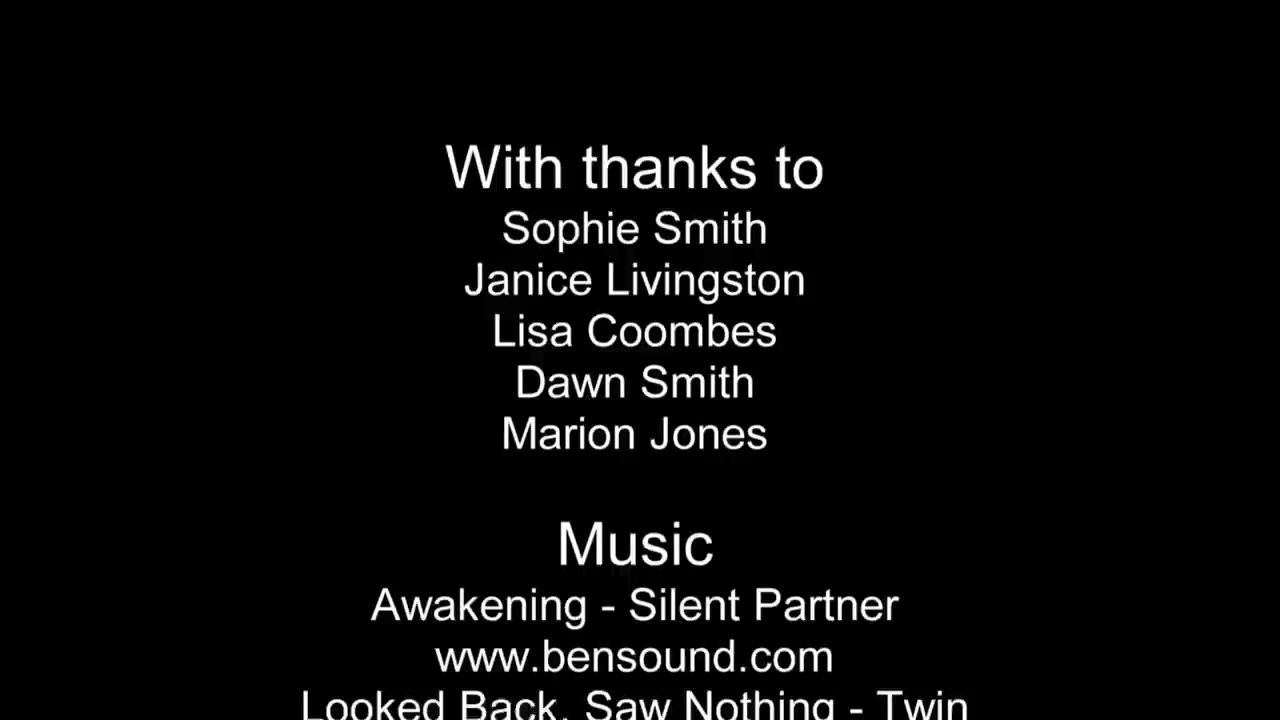 With thanks to
Sophie Smith
Janice Livingston
Lisa Coombes
Dawn Smith
Marion Jones
Music
Awakening - Silent Partner
www.bensound.com
Looked Back, Saw Nothing - Twin